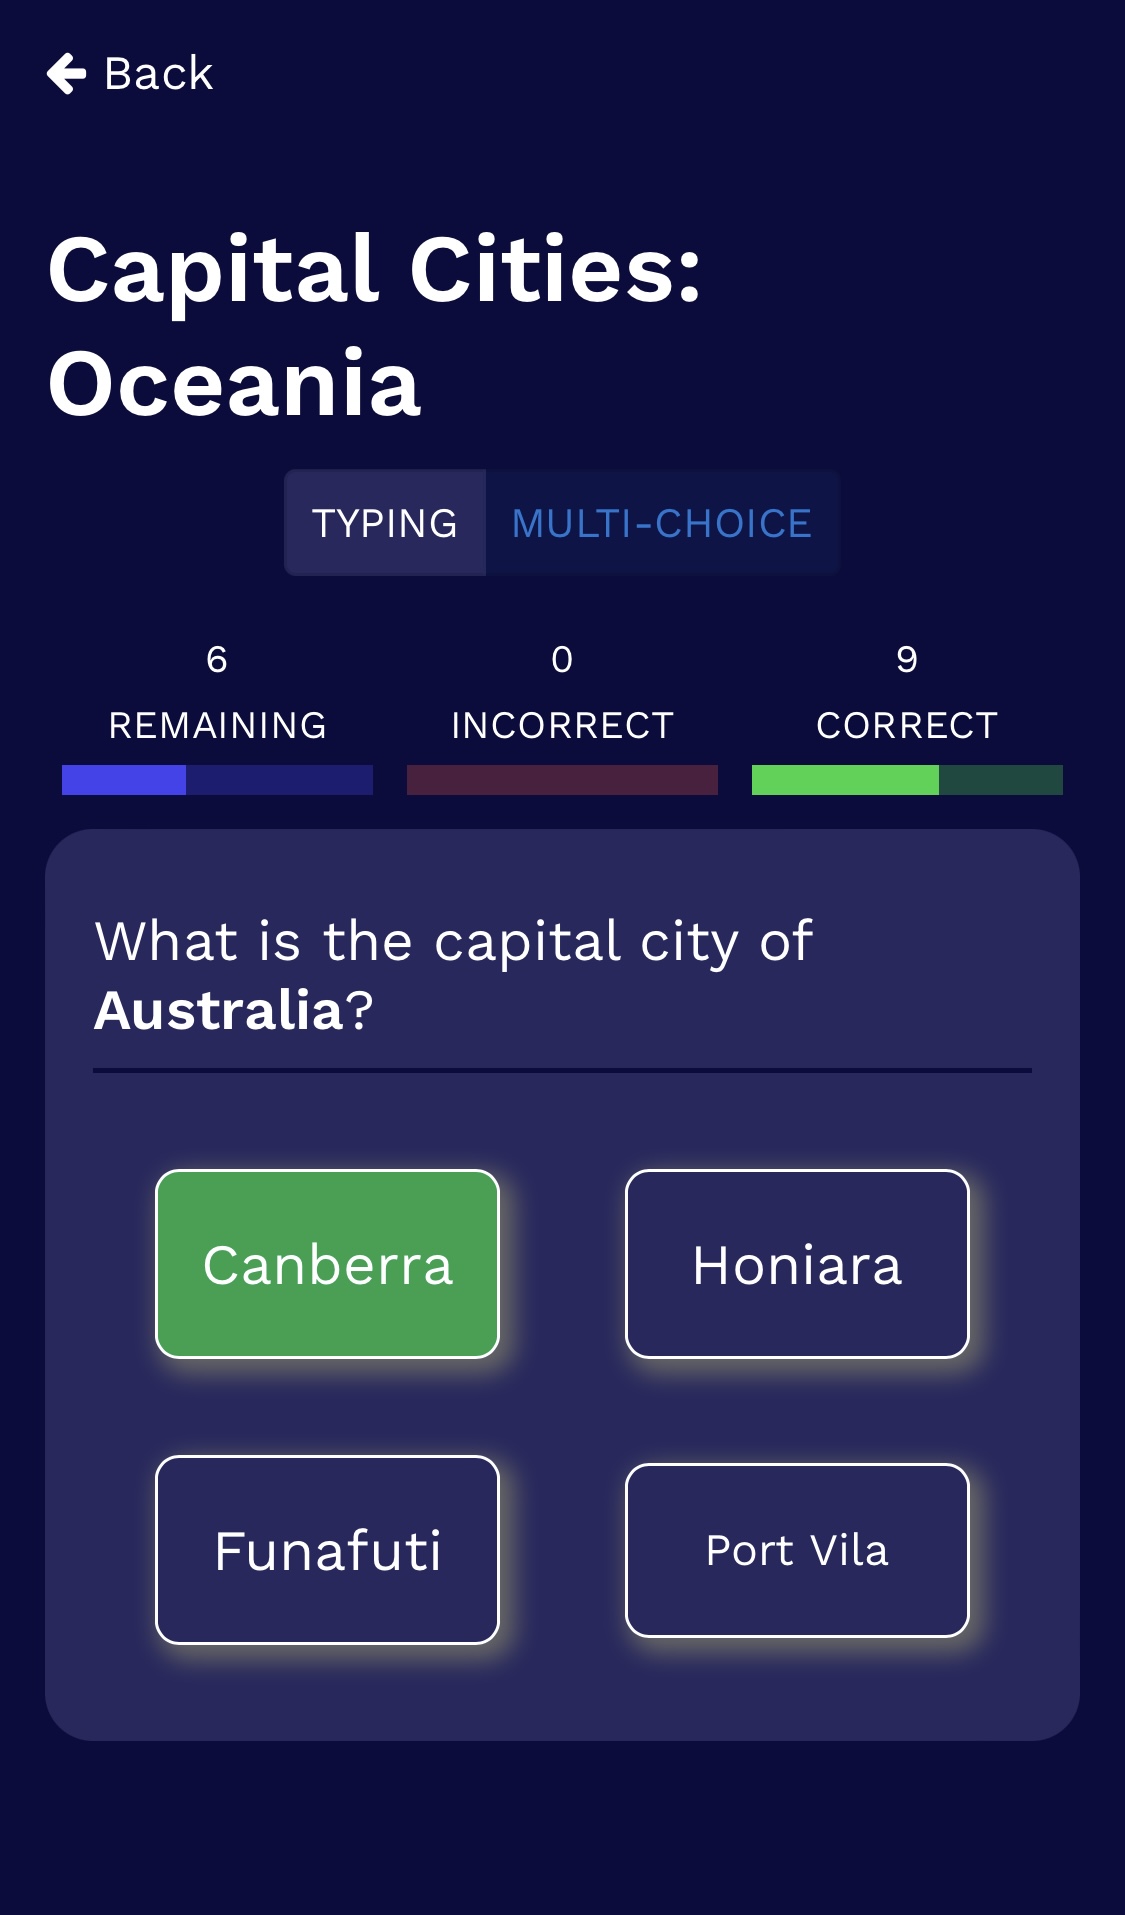 Back
Capital Cities:
Oceania
TYPING MULTI-CHOICE
6 0 9
REMAINING INCORRECT CORRECT
What is the capital city of
Australia?
Canberra Honiara
Funafuti Port Vila